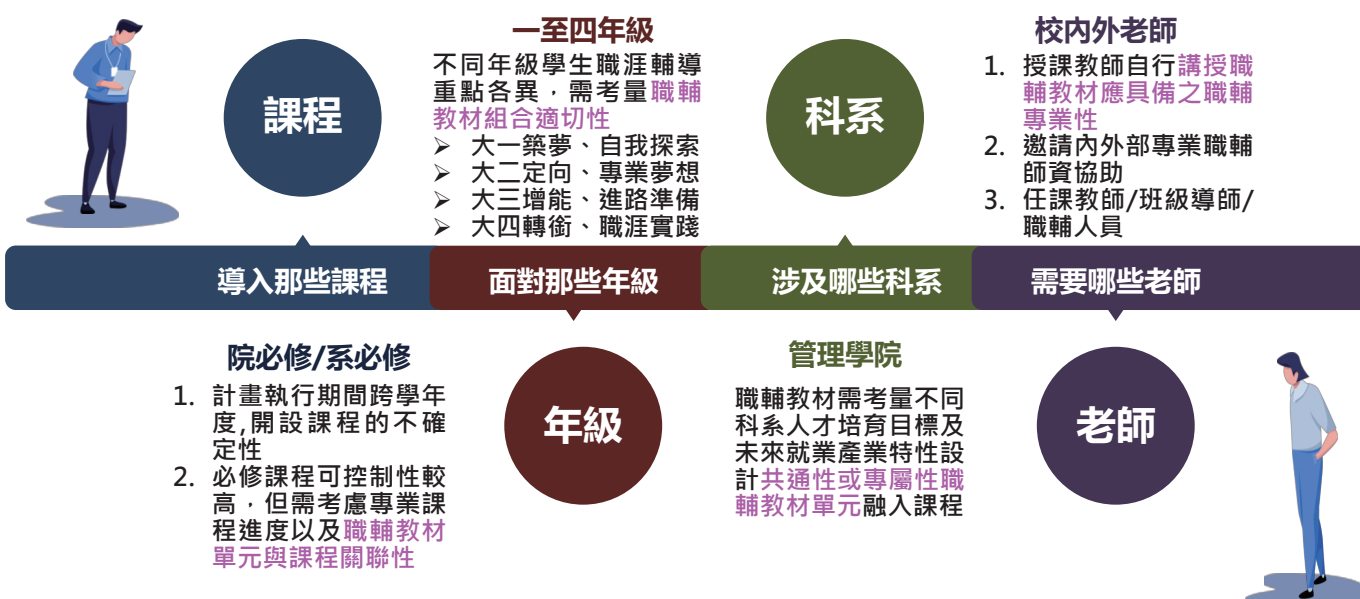 課程
一至四年級
不同年級學生職涯輔導
重點各異，需考量職輔
教材組合適切性
➢ 大一築夢、自我探索
➢ 大二定向、專業夢想
➢ 大三增能、進路準備
➢ 大四轉銜、職涯實踐
科系
校內外老師
1. 授課教師自行講授職
輔教材應具備之職輔
專業性
2. 邀請內外部專業職輔
師資協助
3. 任課教師/班級導師/
職輔人員
導入那些課程
面對那些年級
涉及哪些科系
需要哪些老師
院必修/系必修
1. 計畫執行期間跨學年
度,開設課程的不確
定性
2. 必修課程可控制性較
高，但需考慮專業課
程進度以及職輔教材
單元與課程關聯性
年級
管理學院
職輔教材需考量不同
科系人才培育目標及
未來就業產業特性設
計共通性或專屬性職
輔教材單元融入課程
老師